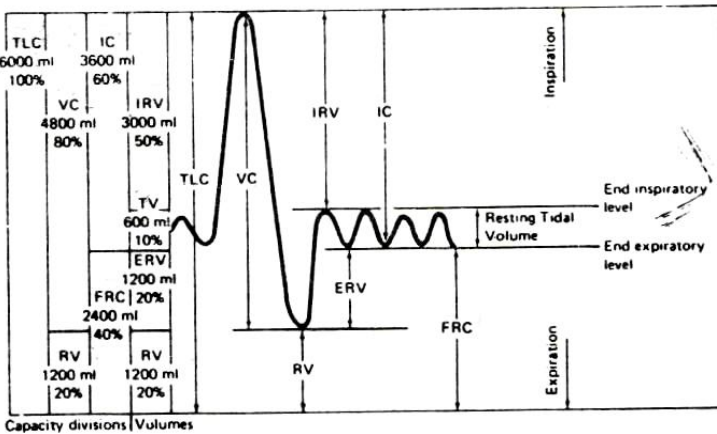 TLC
6000 ml
100%
IC
3600 ml
60%
VC
4800 ml
80%
IRV
3000 ml
50%
TV
600 ml
10%
ERV
1200 ml
20%
FRC
2400 ml
40%
RV
1200 ml
20%
RV
1200 ml
20%
Capacity divisions
Volumes
TLC
VC
RV
IRV
IC
ERV
FRC
Resting Tidal
Volume
Inspiration
End inspiratory
level
End expiratory
level
Expiration